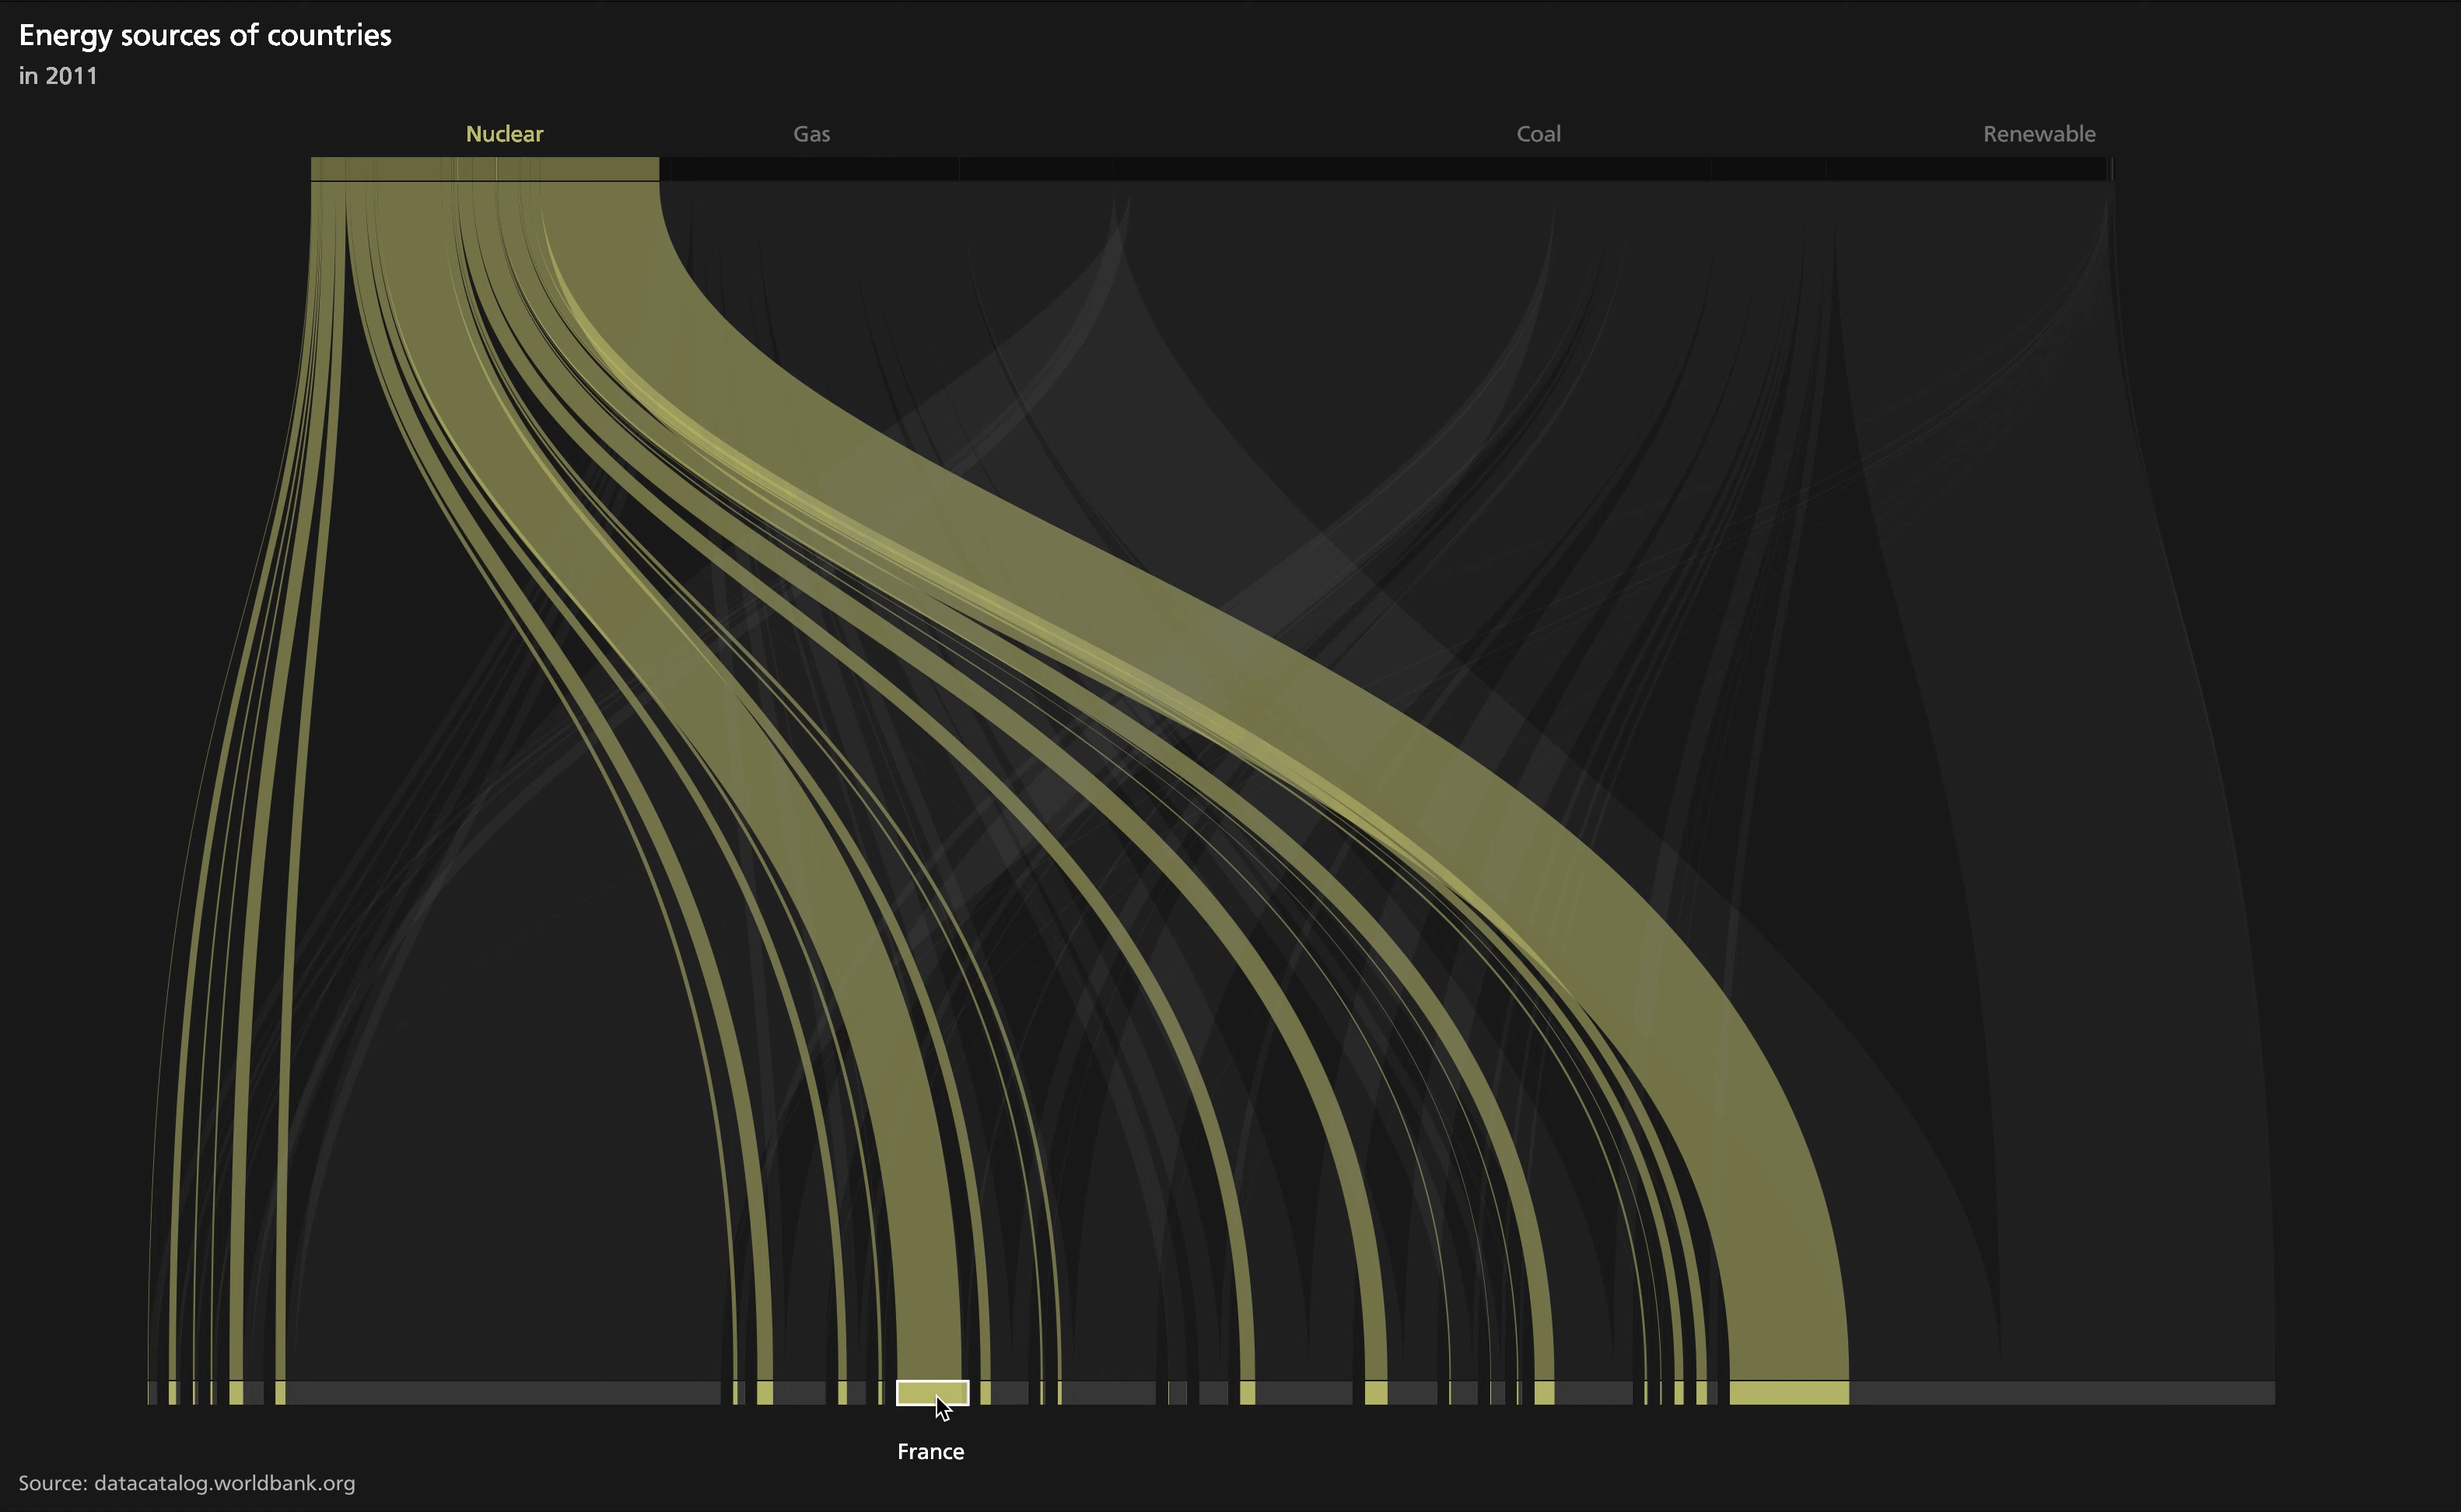 Energy sources of countries
in 2011
Nuclear
Gas
Coal
Renewable
France
Source: datacatalog.worldbank.org